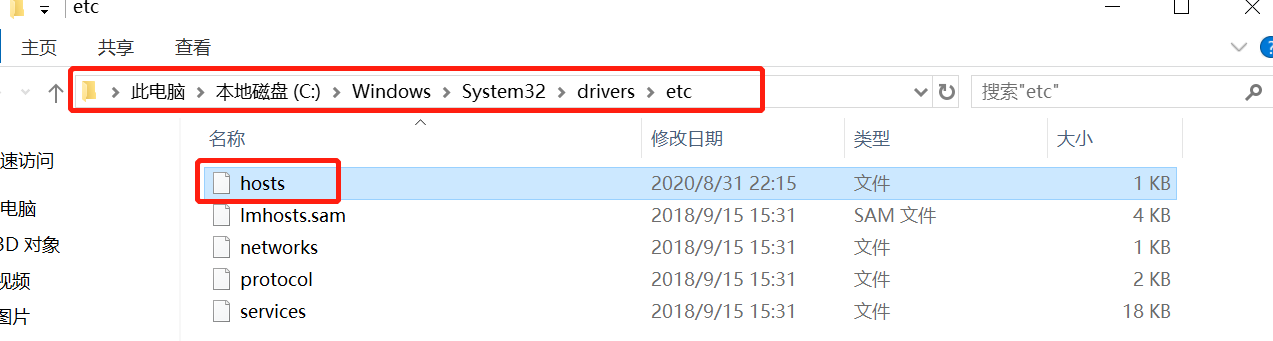 etc
主页 共享 查看
此电脑 本地磁盘 (C:) Windows System32 drivers etc 搜索"etc"
名称 修改日期 类型 大小
速访问
hosts 2020/8/31 22:15 文件 1 KB
电脑
lmhosts.sam 2018/9/15 15:31 SAM 文件 4 KB
3D 对象
networks 2018/9/15 15:31 文件 1 KB
视频
protocol 2018/9/15 15:31 文件 2 KB
图片
services 2018/9/15 15:31 文件 18 KB